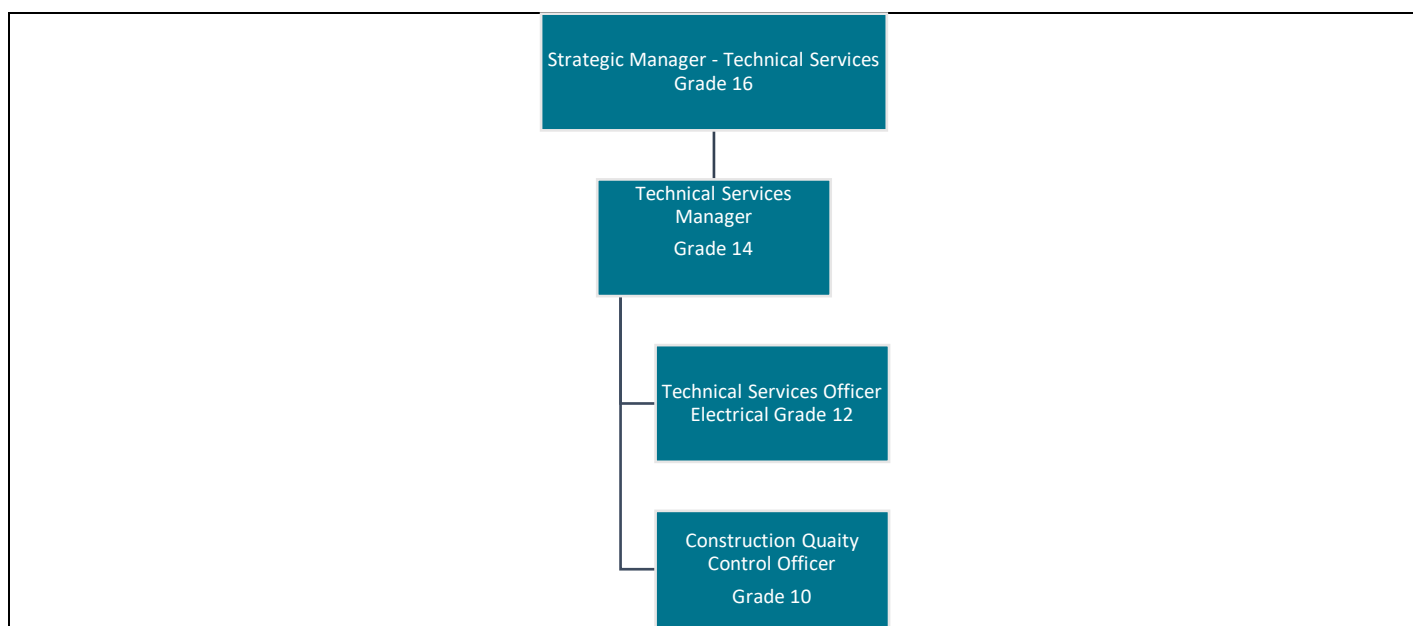 Strategic Manager - Technical Services
Grade 16
Technical Services
Manager
Grade 14
Technical Services Officer
Electrical Grade 12
Construction Quaity
Control Officer
Grade 10